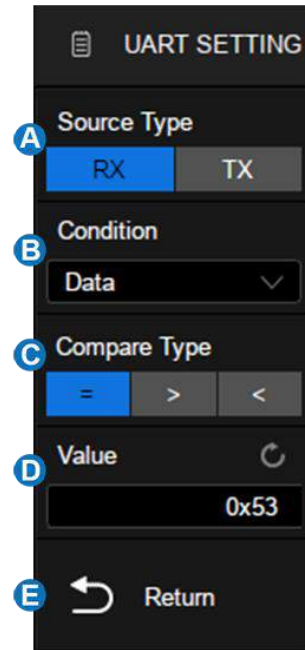 UART SETTING
A Source Type
RX TX
B Condition
Data
C Compare Type
= > <
D Value
0x53
E Return